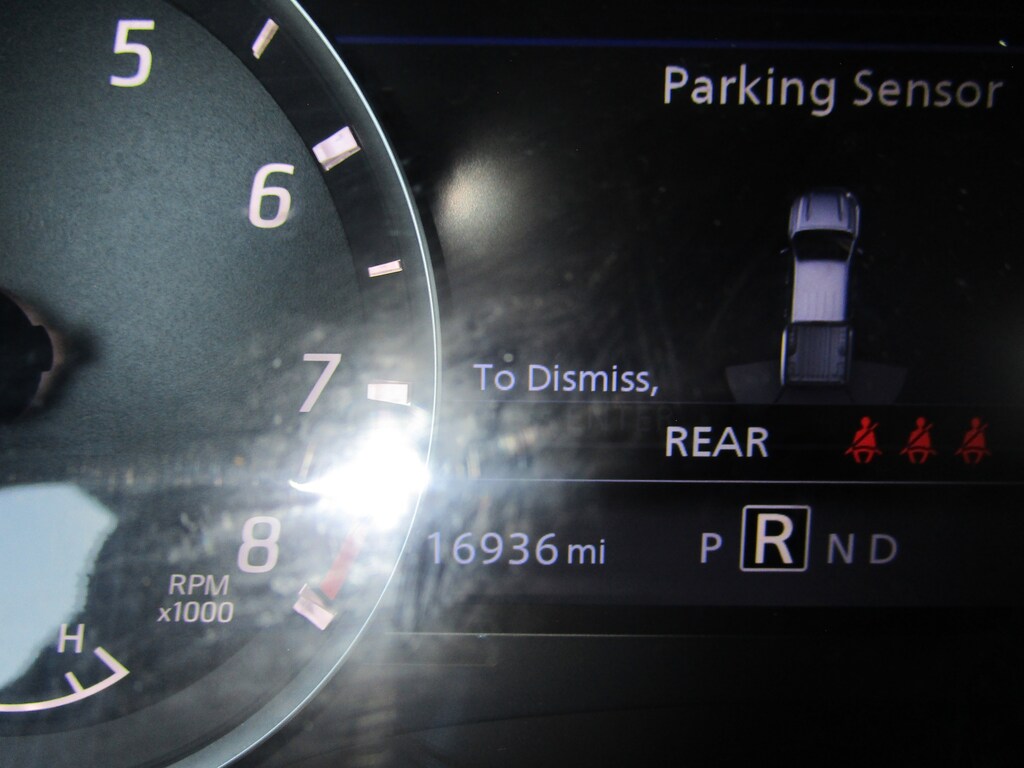 5
6
7
8
RPM
x1000
H
Parking Sensor
To Dismiss,
REAR
16936 mi
P R N D